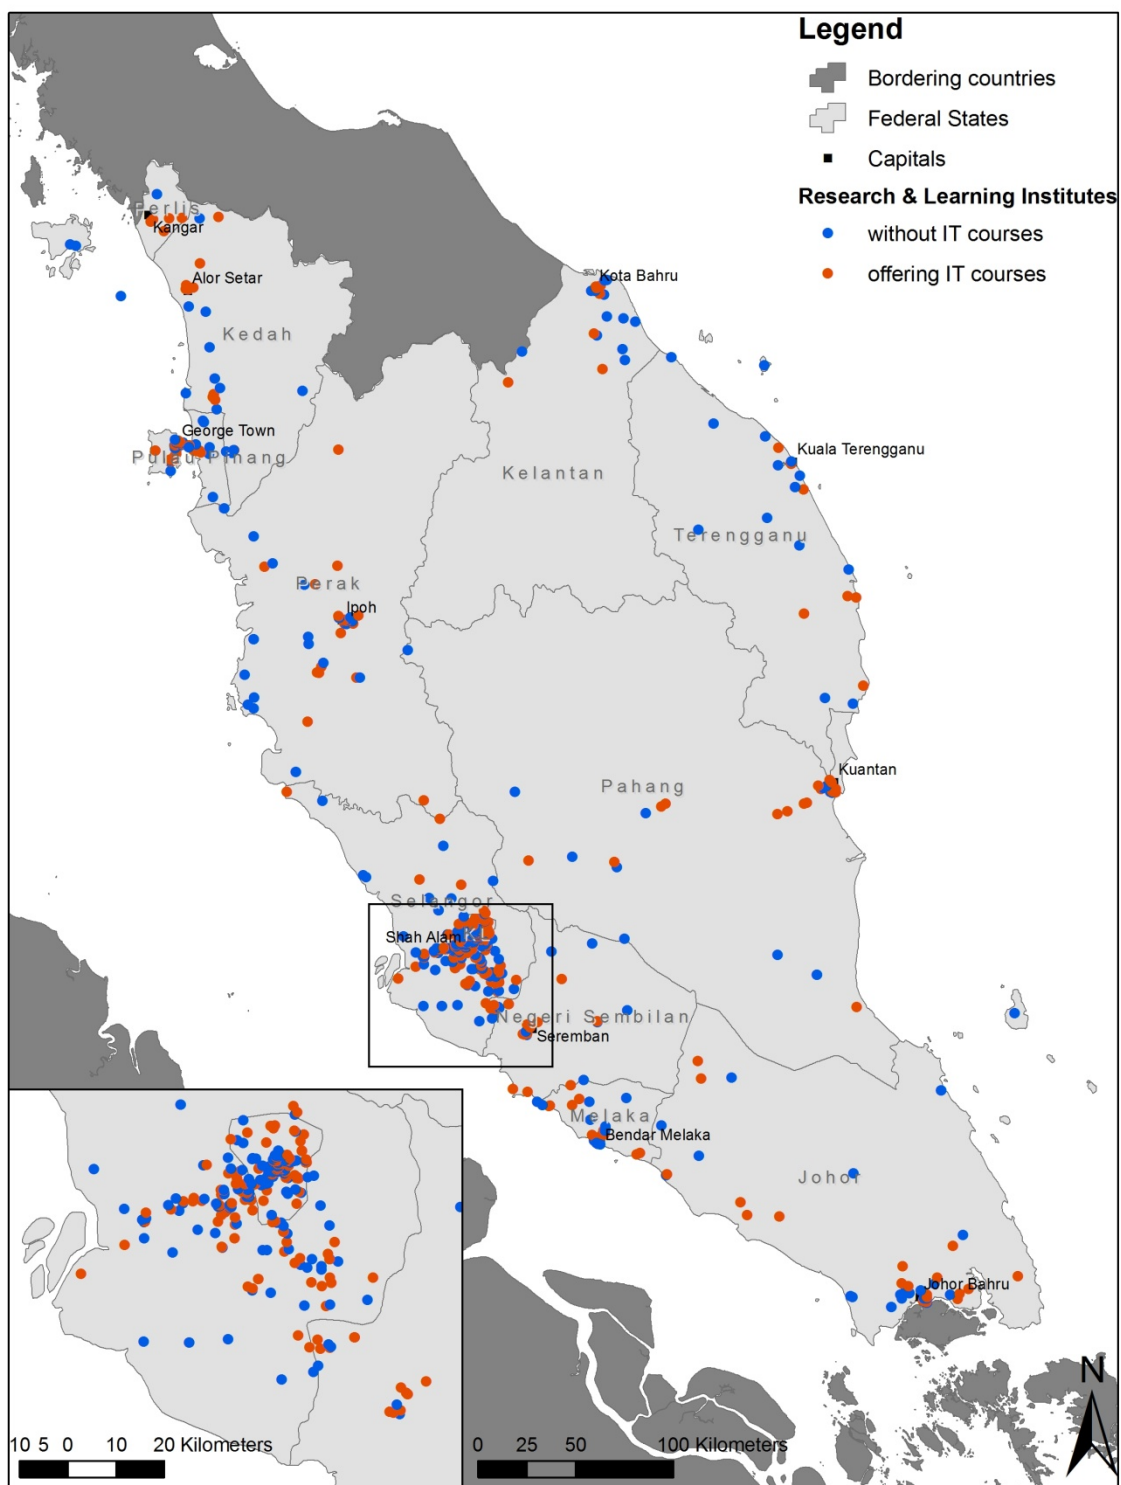 Legend
Bordering countries
Federal States
Capitals
Research & Learning Institutes
without IT courses
offering IT courses
Perlis
Kangar
Alor Setar
Kota Bahru
Kedah
George Town
Kuala Terengganu
Pulau Pinang
Kelantan
Terengganu
Perak
Ipoh
Kuantan
Pahang
Selangor
Shah Alam
KL
Negeri Sembilan
Seremban
Melaka
Bendar Melaka
Johor
Johor Bahru
N
10 5 0 10 20 Kilometers
0 25 50 100 Kilometers